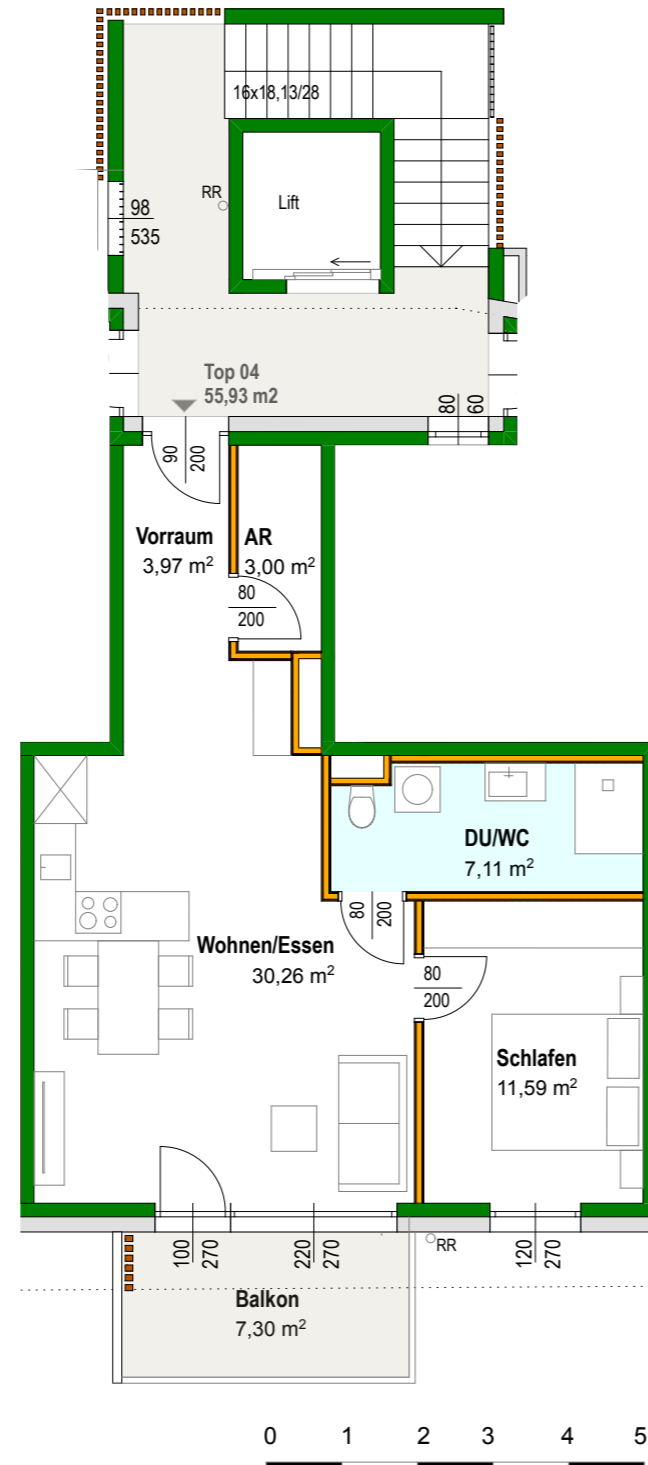 16x18,13/28
RR
Lift
98
535
Top 04
55,93 m2
80
60
90
200
Vorraum
3,97 m²
AR
3,00 m²
80
200
DU/WC
7,11 m²
80
200
Wohnen/Essen
30,26 m²
80
200
Schlafen
11,59 m²
100
270
220
270
RR
120
270
Balkon
7,30 m²
0 1 2 3 4 5